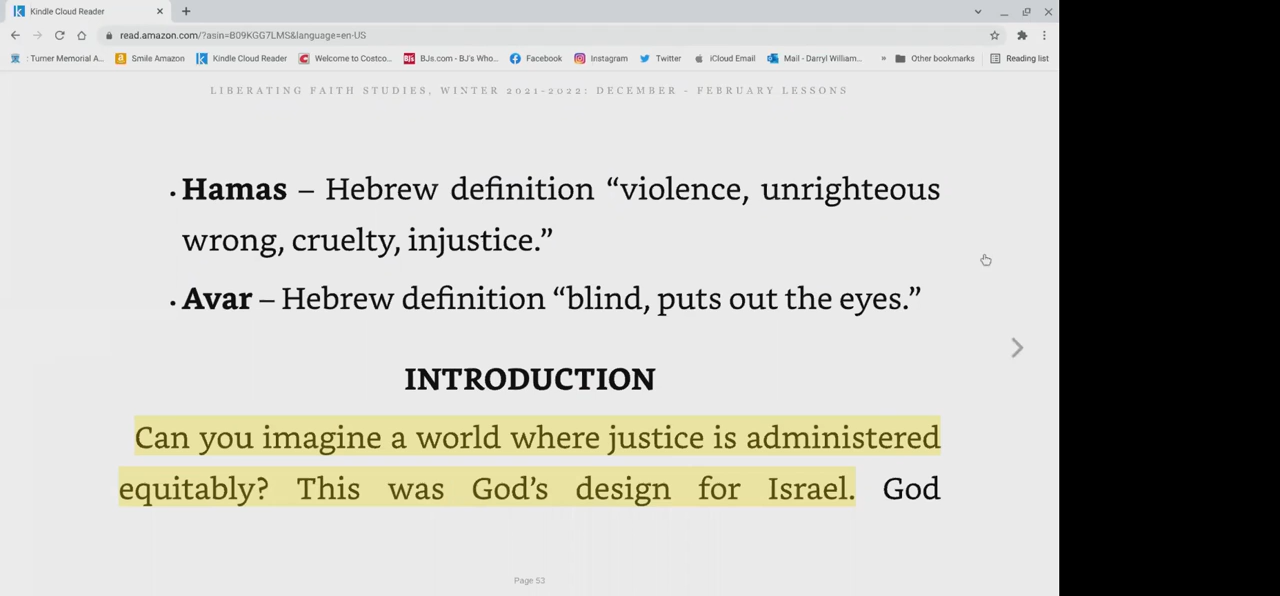 Kindle Cloud Reader
read.amazon.com/?asin=B09KGG7LMS&language=en-US
: Turner Memorial A... Smile Amazon Kindle Cloud Reader Welcome to Costco... BJs.com - BJ's Who... Facebook Instagram Twitter iCloud Email Mail - Darryl William... » Other bookmarks Reading list
LIBERATING FAITH STUDIES, WINTER 2021-2022: DECEMBER - FEBRUARY LESSONS
• Hamas – Hebrew definition “violence, unrighteous
wrong, cruelty, injustice.”
• Avar – Hebrew definition “blind, puts out the eyes.”
INTRODUCTION
Can you imagine a world where justice is administered
equitably? This was God’s design for Israel. God
Page 53